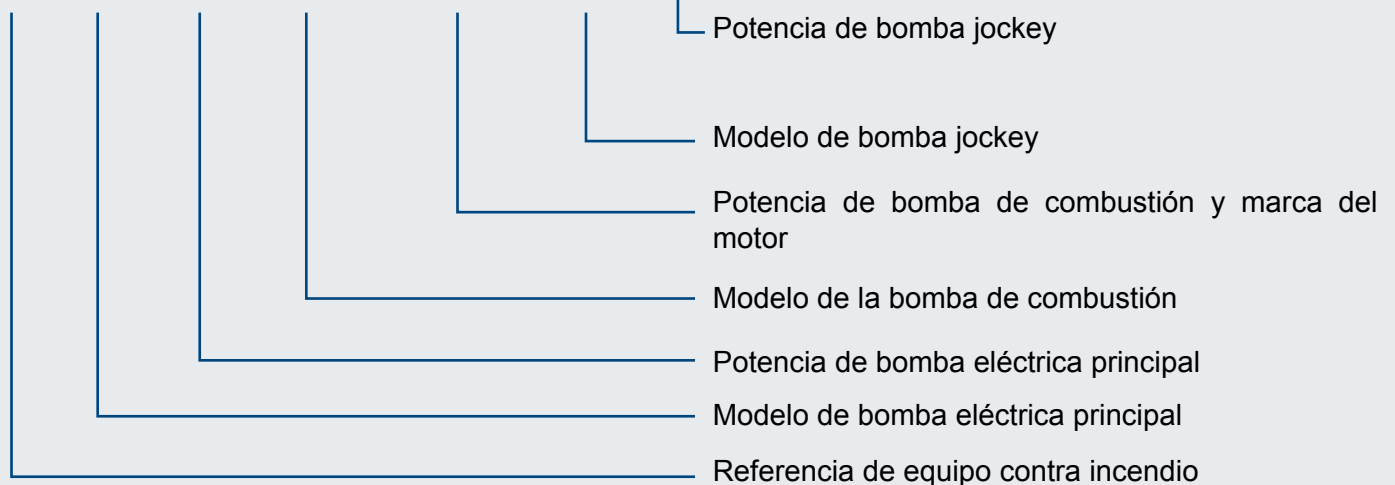 Potencia de bomba jockey
Modelo de bomba jockey
Potencia de bomba de combustión y marca del
motor
Modelo de la bomba de combustión
Potencia de bomba eléctrica principal
Modelo de bomba eléctrica principal
Referencia de equipo contra incendio